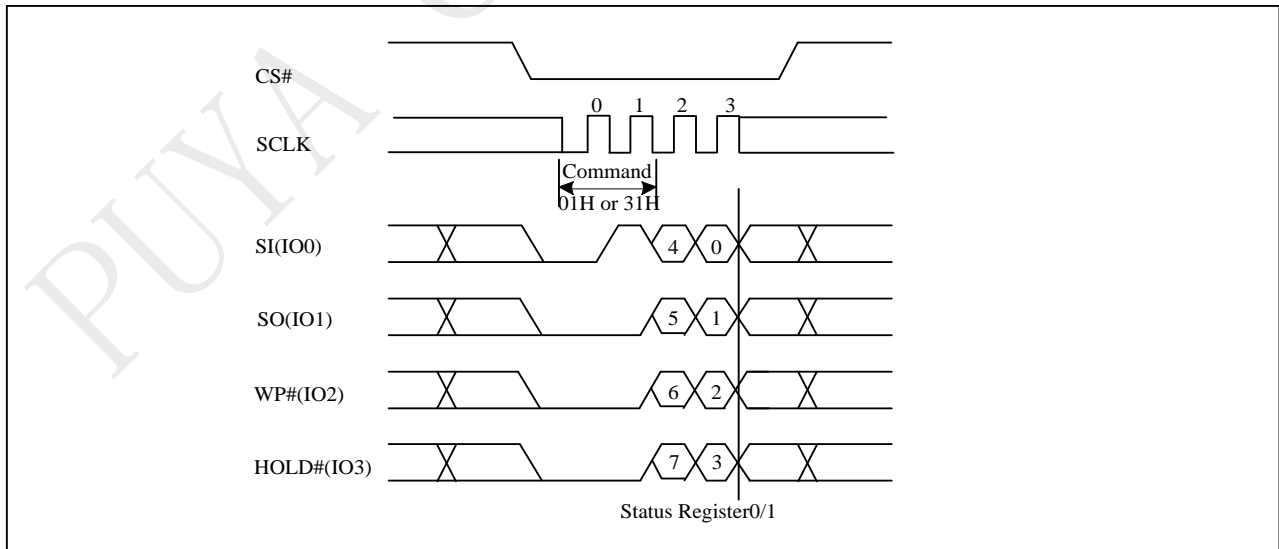 PUYA
CS#
0 1 2 3
SCLK
Command
01H or 31H
SI(IO0)
4 0
SO(IO1)
5 1
WP#(IO2)
6 2
HOLD#(IO3)
7 3
Status Register0/1